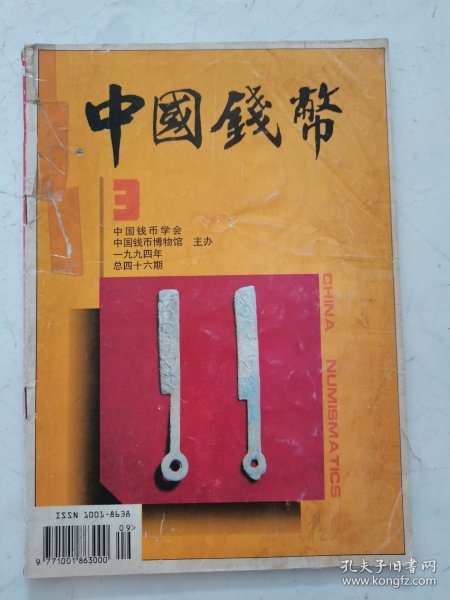 中國錢幣
3
中国钱币学会
中国钱币博物馆 主办
一九九四年
总四十六期
CHINA NUMISMATICS
ISSN 1001-8638
09>
9 771001 863000
孔夫子旧书网
www.kongfz.com